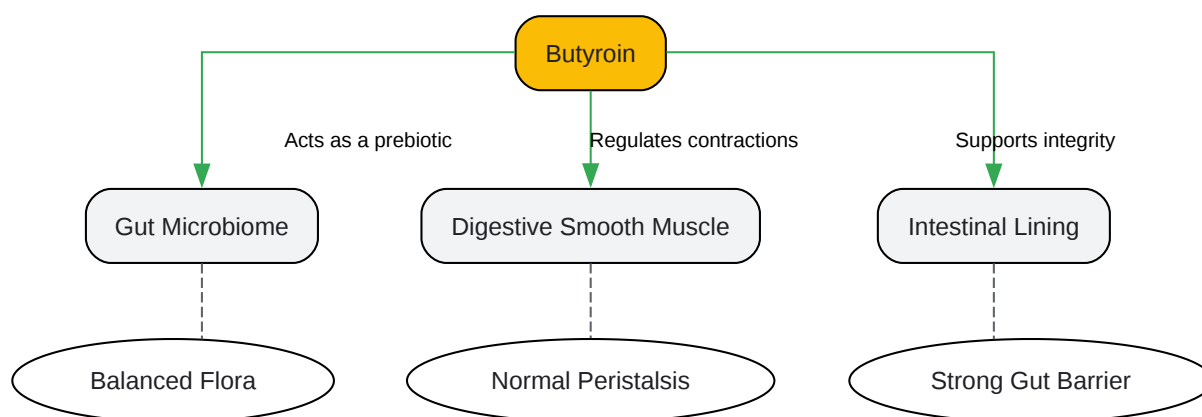 Butyroin
Acts as a prebiotic
Regulates contractions
Supports integrity
Gut Microbiome
Digestive Smooth Muscle
Intestinal Lining
Balanced Flora
Normal Peristalsis
Strong Gut Barrier